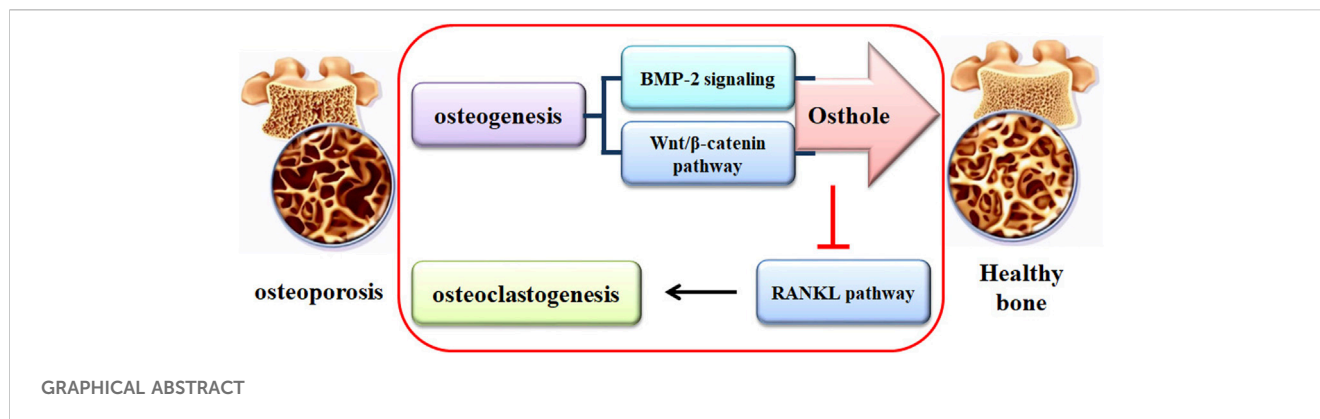 osteoporosis
osteogenesis
BMP-2 signaling
Wnt/β-catenin
pathway
Osthole
osteoclastogenesis
RANKL pathway
Healthy
bone
GRAPHICAL ABSTRACT